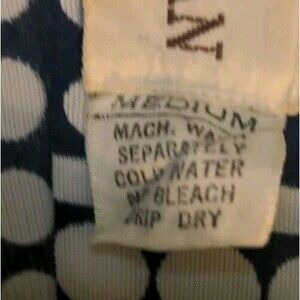 M
MEDIUM
MACH. WASH
SEPARATELY
COLD WATER
NO BLEACH
DRIP DRY